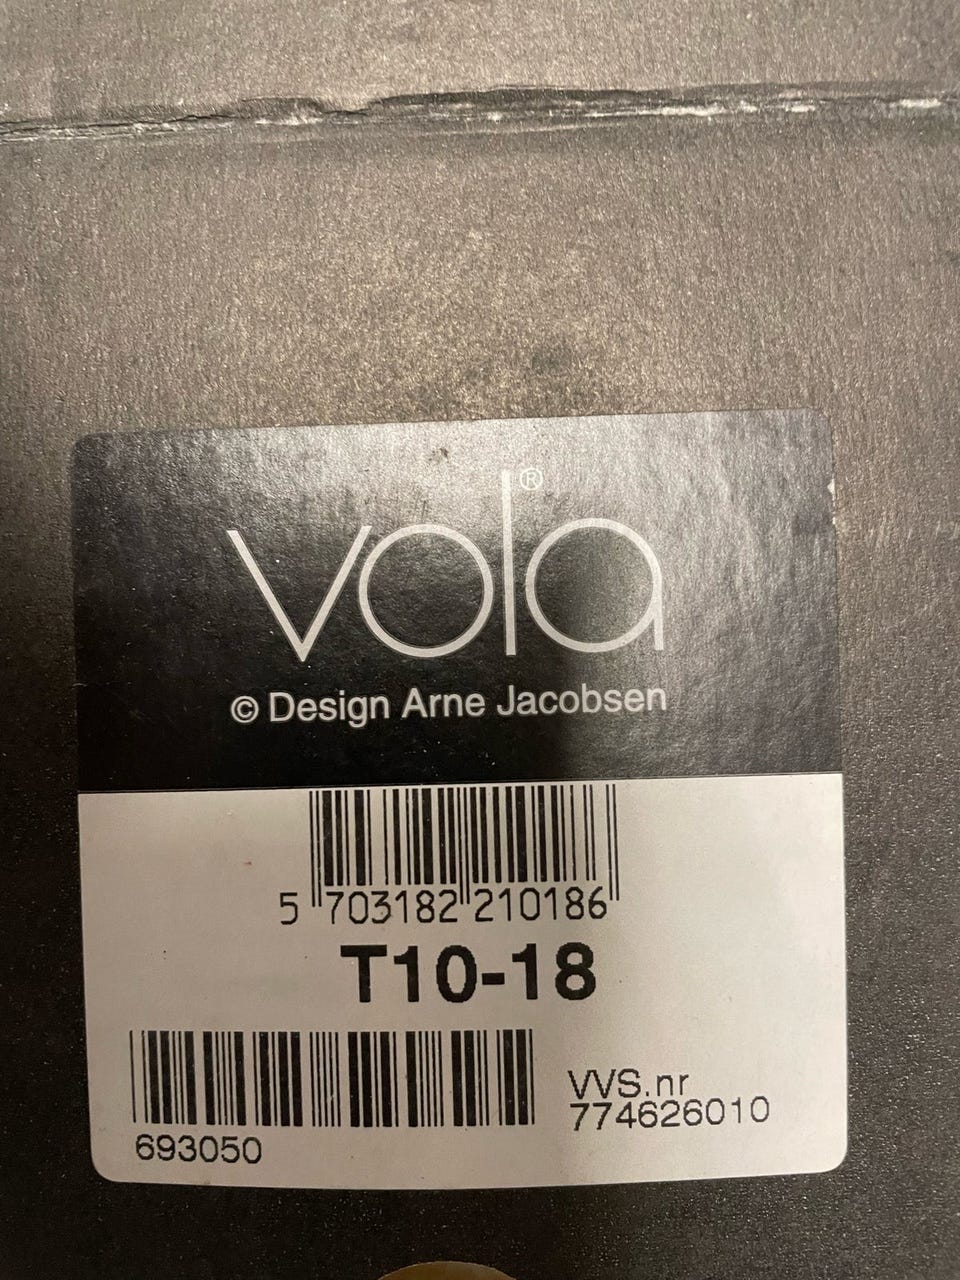 vola®
© Design Arne Jacobsen
5 703182 210186
T10-18
VVS.nr
774626010
693050